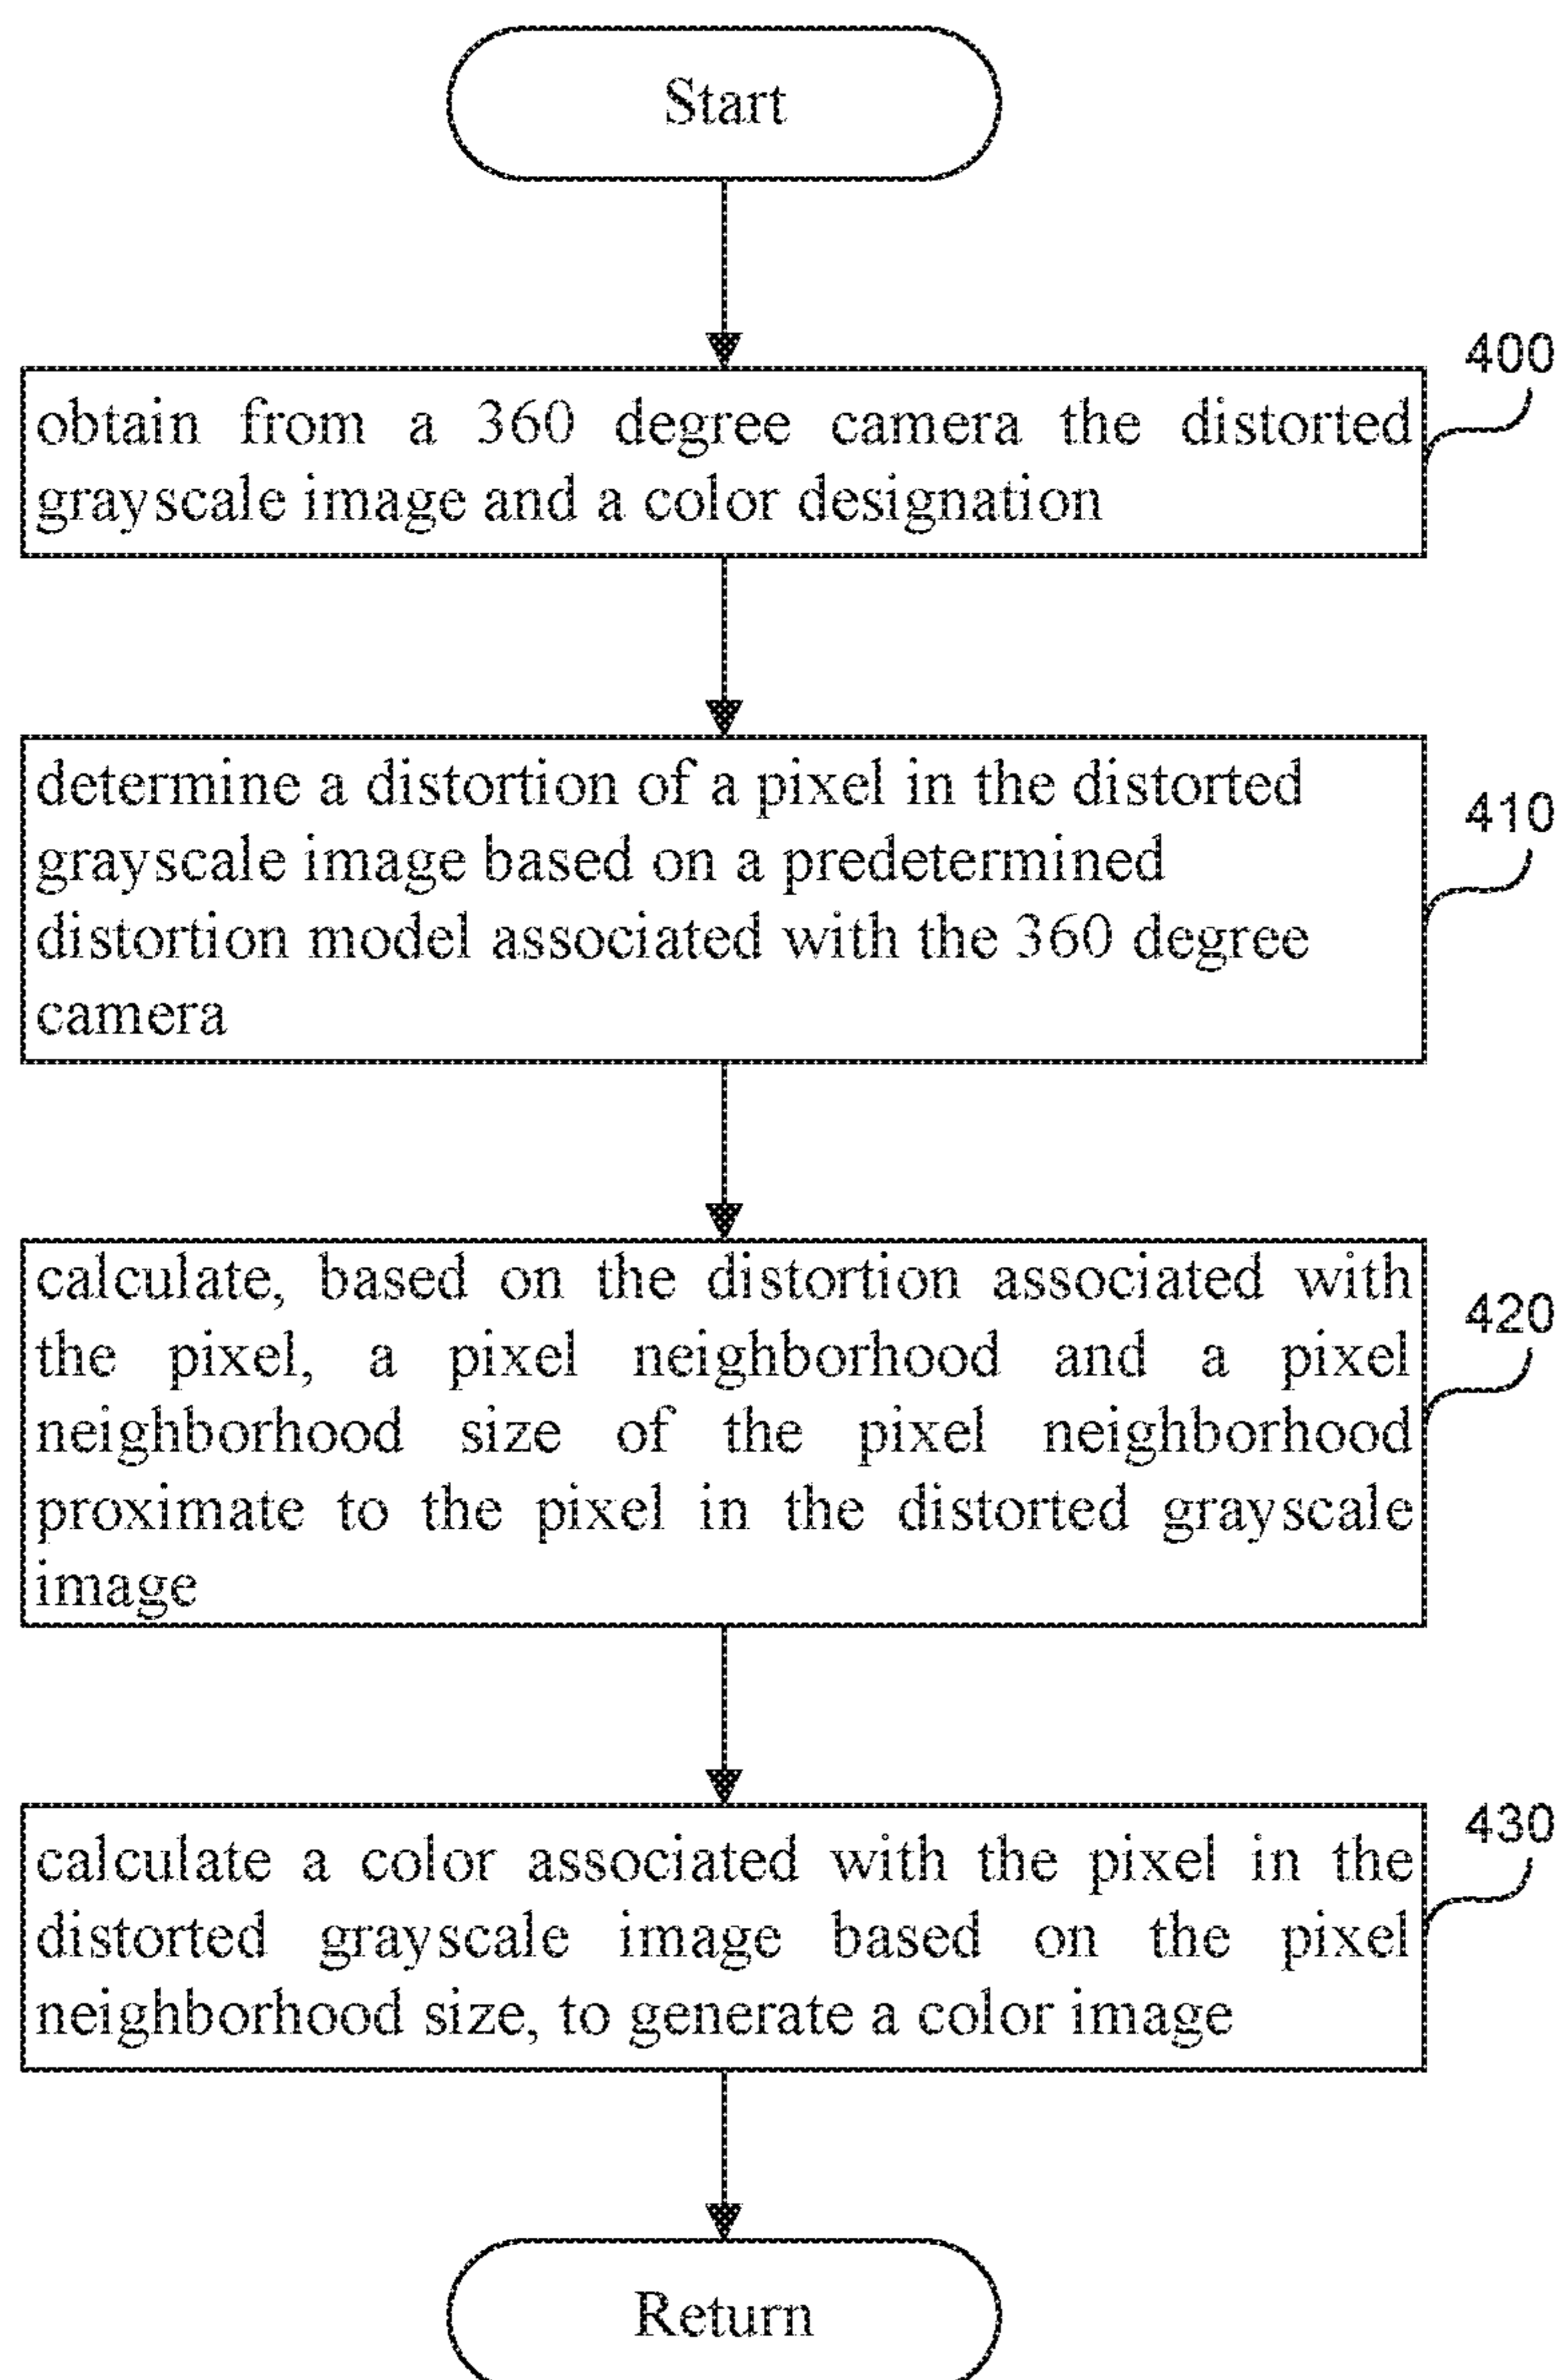 Start
400
obtain from a 360 degree camera the distorted
grayscale image and a color designation
410
determine a distortion of a pixel in the distorted
grayscale image based on a predetermined
distortion model associated with the 360 degree
camera
420
calculate, based on the distortion associated with
the pixel, a pixel neighborhood and a pixel
neighborhood size of the pixel neighborhood
proximate to the pixel in the distorted grayscale
image
430
calculate a color associated with the pixel in the
distorted grayscale image based on the pixel
neighborhood size, to generate a color image
Return